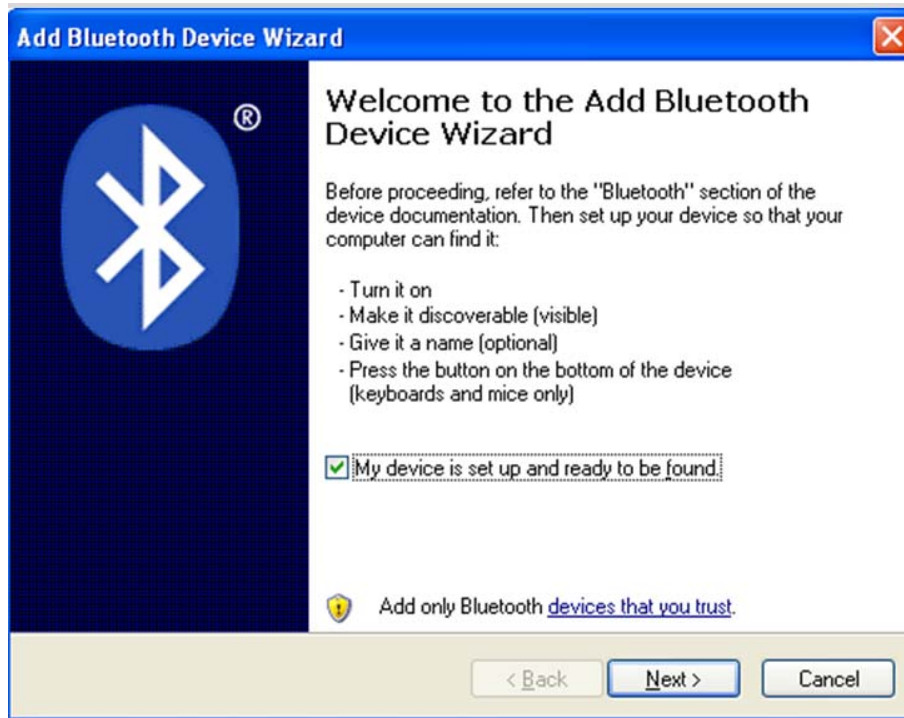 Add Bluetooth Device Wizard
®
Welcome to the Add Bluetooth
Device Wizard
Before proceeding, refer to the "Bluetooth" section of the
device documentation. Then set up your device so that your
computer can find it:
- Turn it on
- Make it discoverable (visible)
- Give it a name (optional)
- Press the button on the bottom of the device
(keyboards and mice only)
My device is set up and ready to be found.
Add only Bluetooth devices that you trust.
< Back Next > Cancel